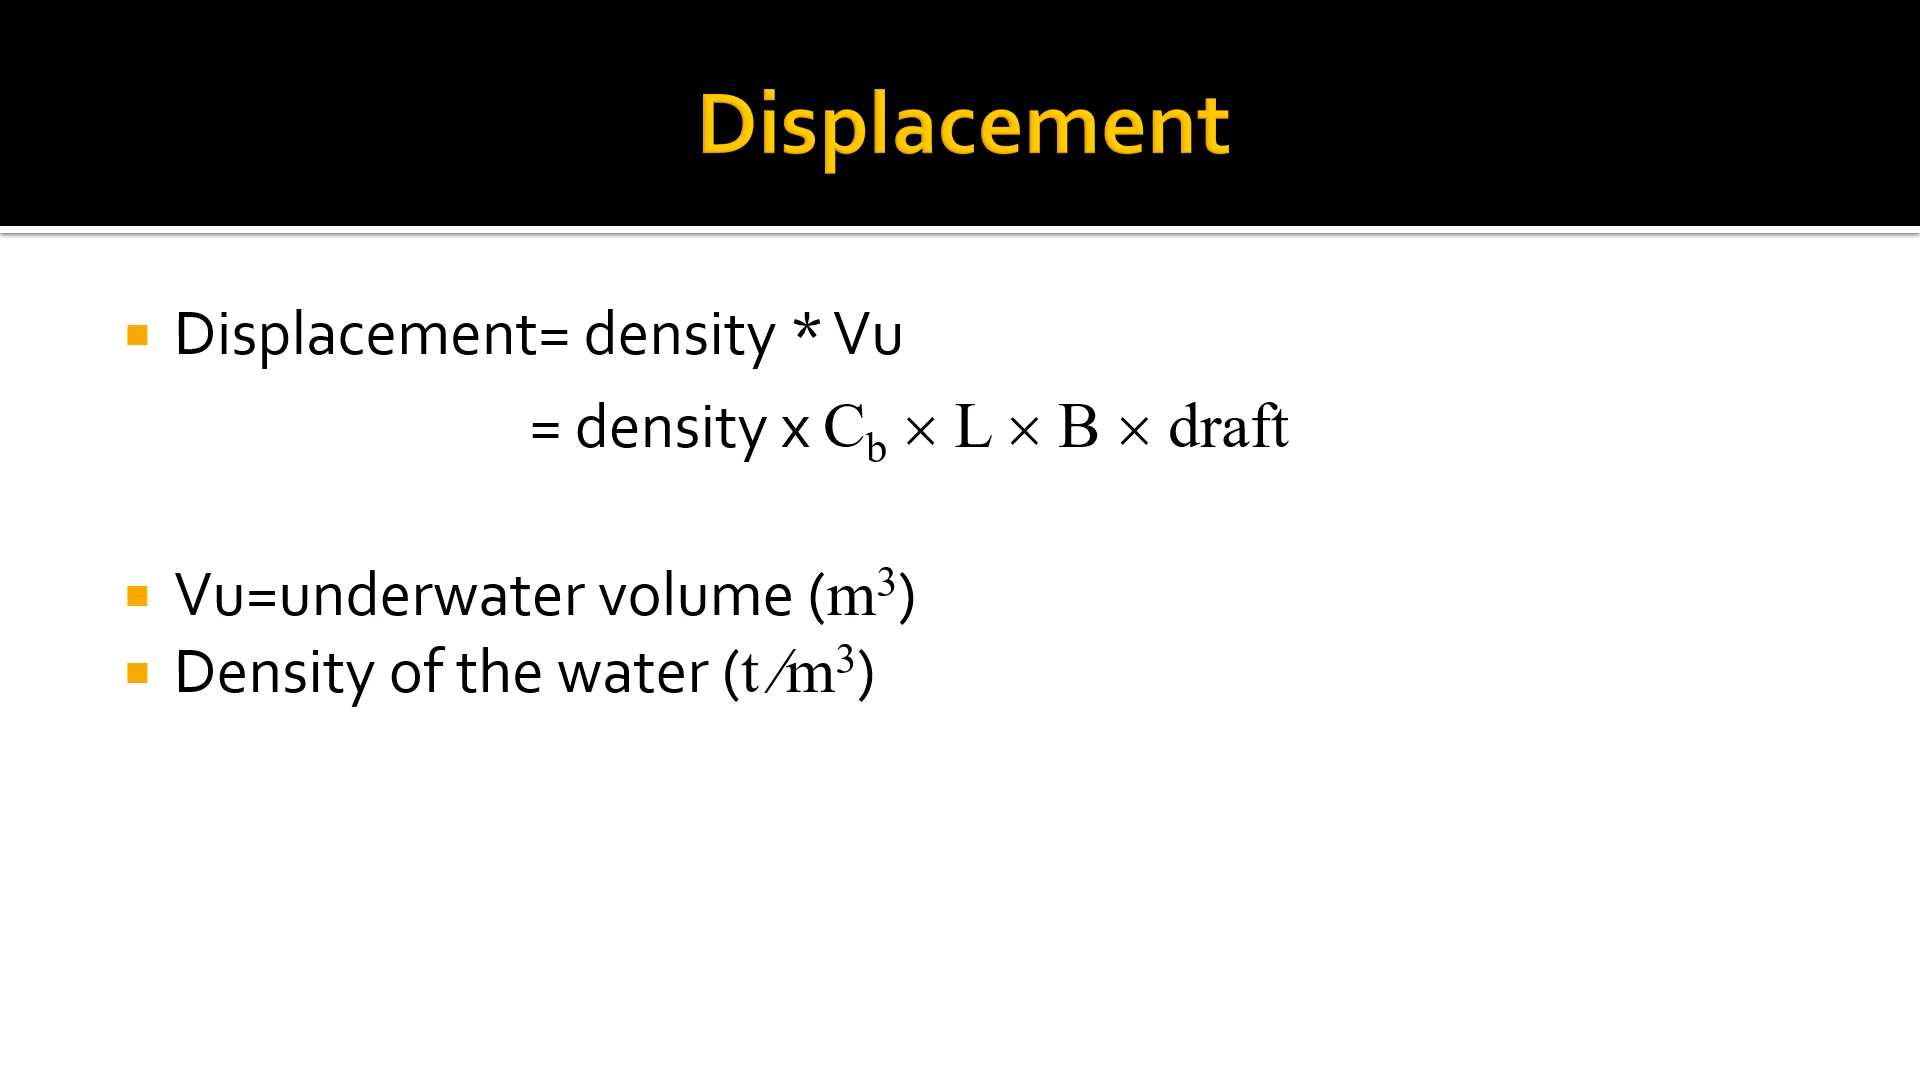 Displacement
Displacement= density * Vu
= density x C_b × L × B × draft
Vu=underwater volume (m³)
Density of the water (t ∕m³)